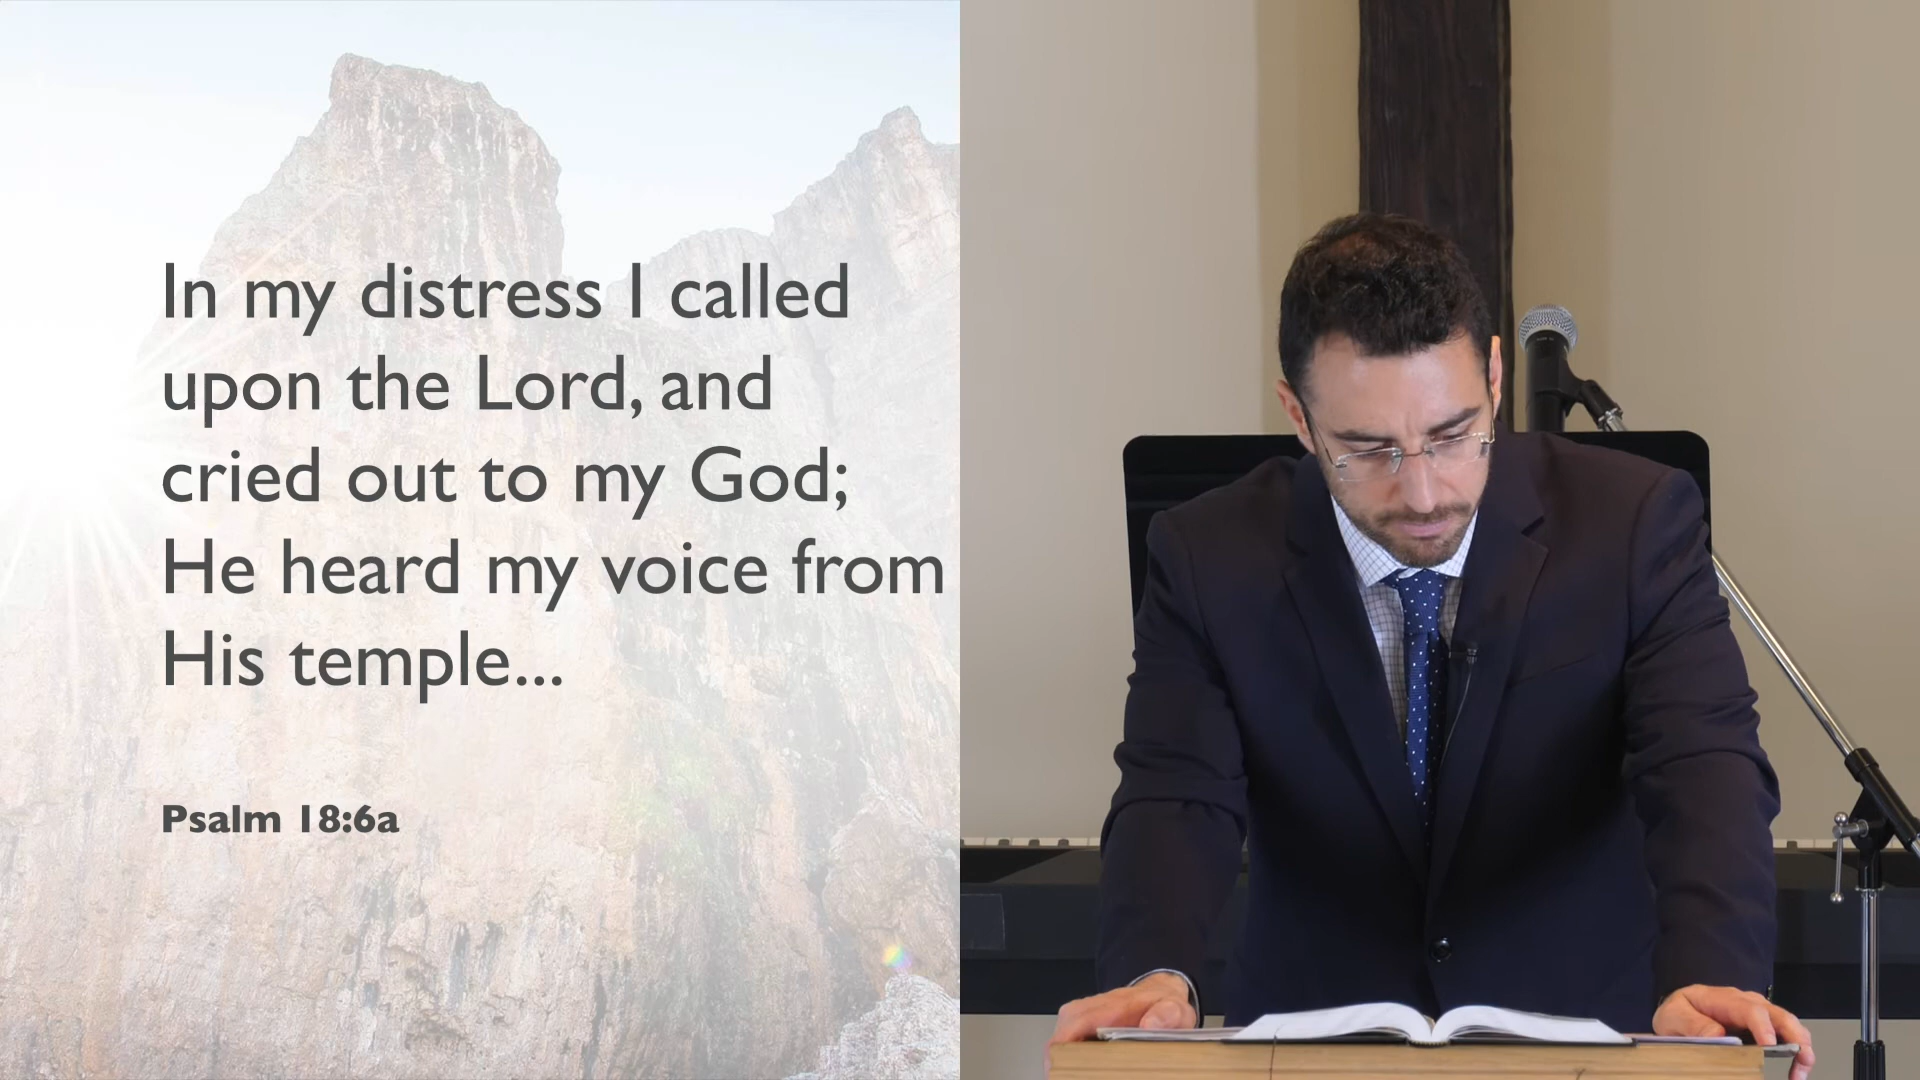 In my distress I called
upon the Lord, and
cried out to my God;
He heard my voice from
His temple...
Psalm 18:6a